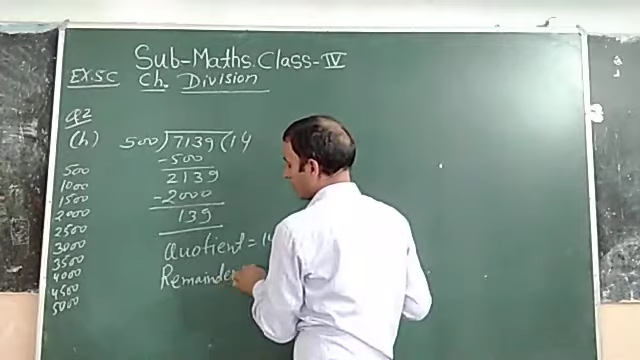 Sub-Maths. Class-IV
EX.5C Ch. Division
Q2
(h) 500)7139(14
-500
2139
-2000
139
Quotient = 14
Remainder
500
1000
1500
2000
2500
3000
3500
4000
4500
5000